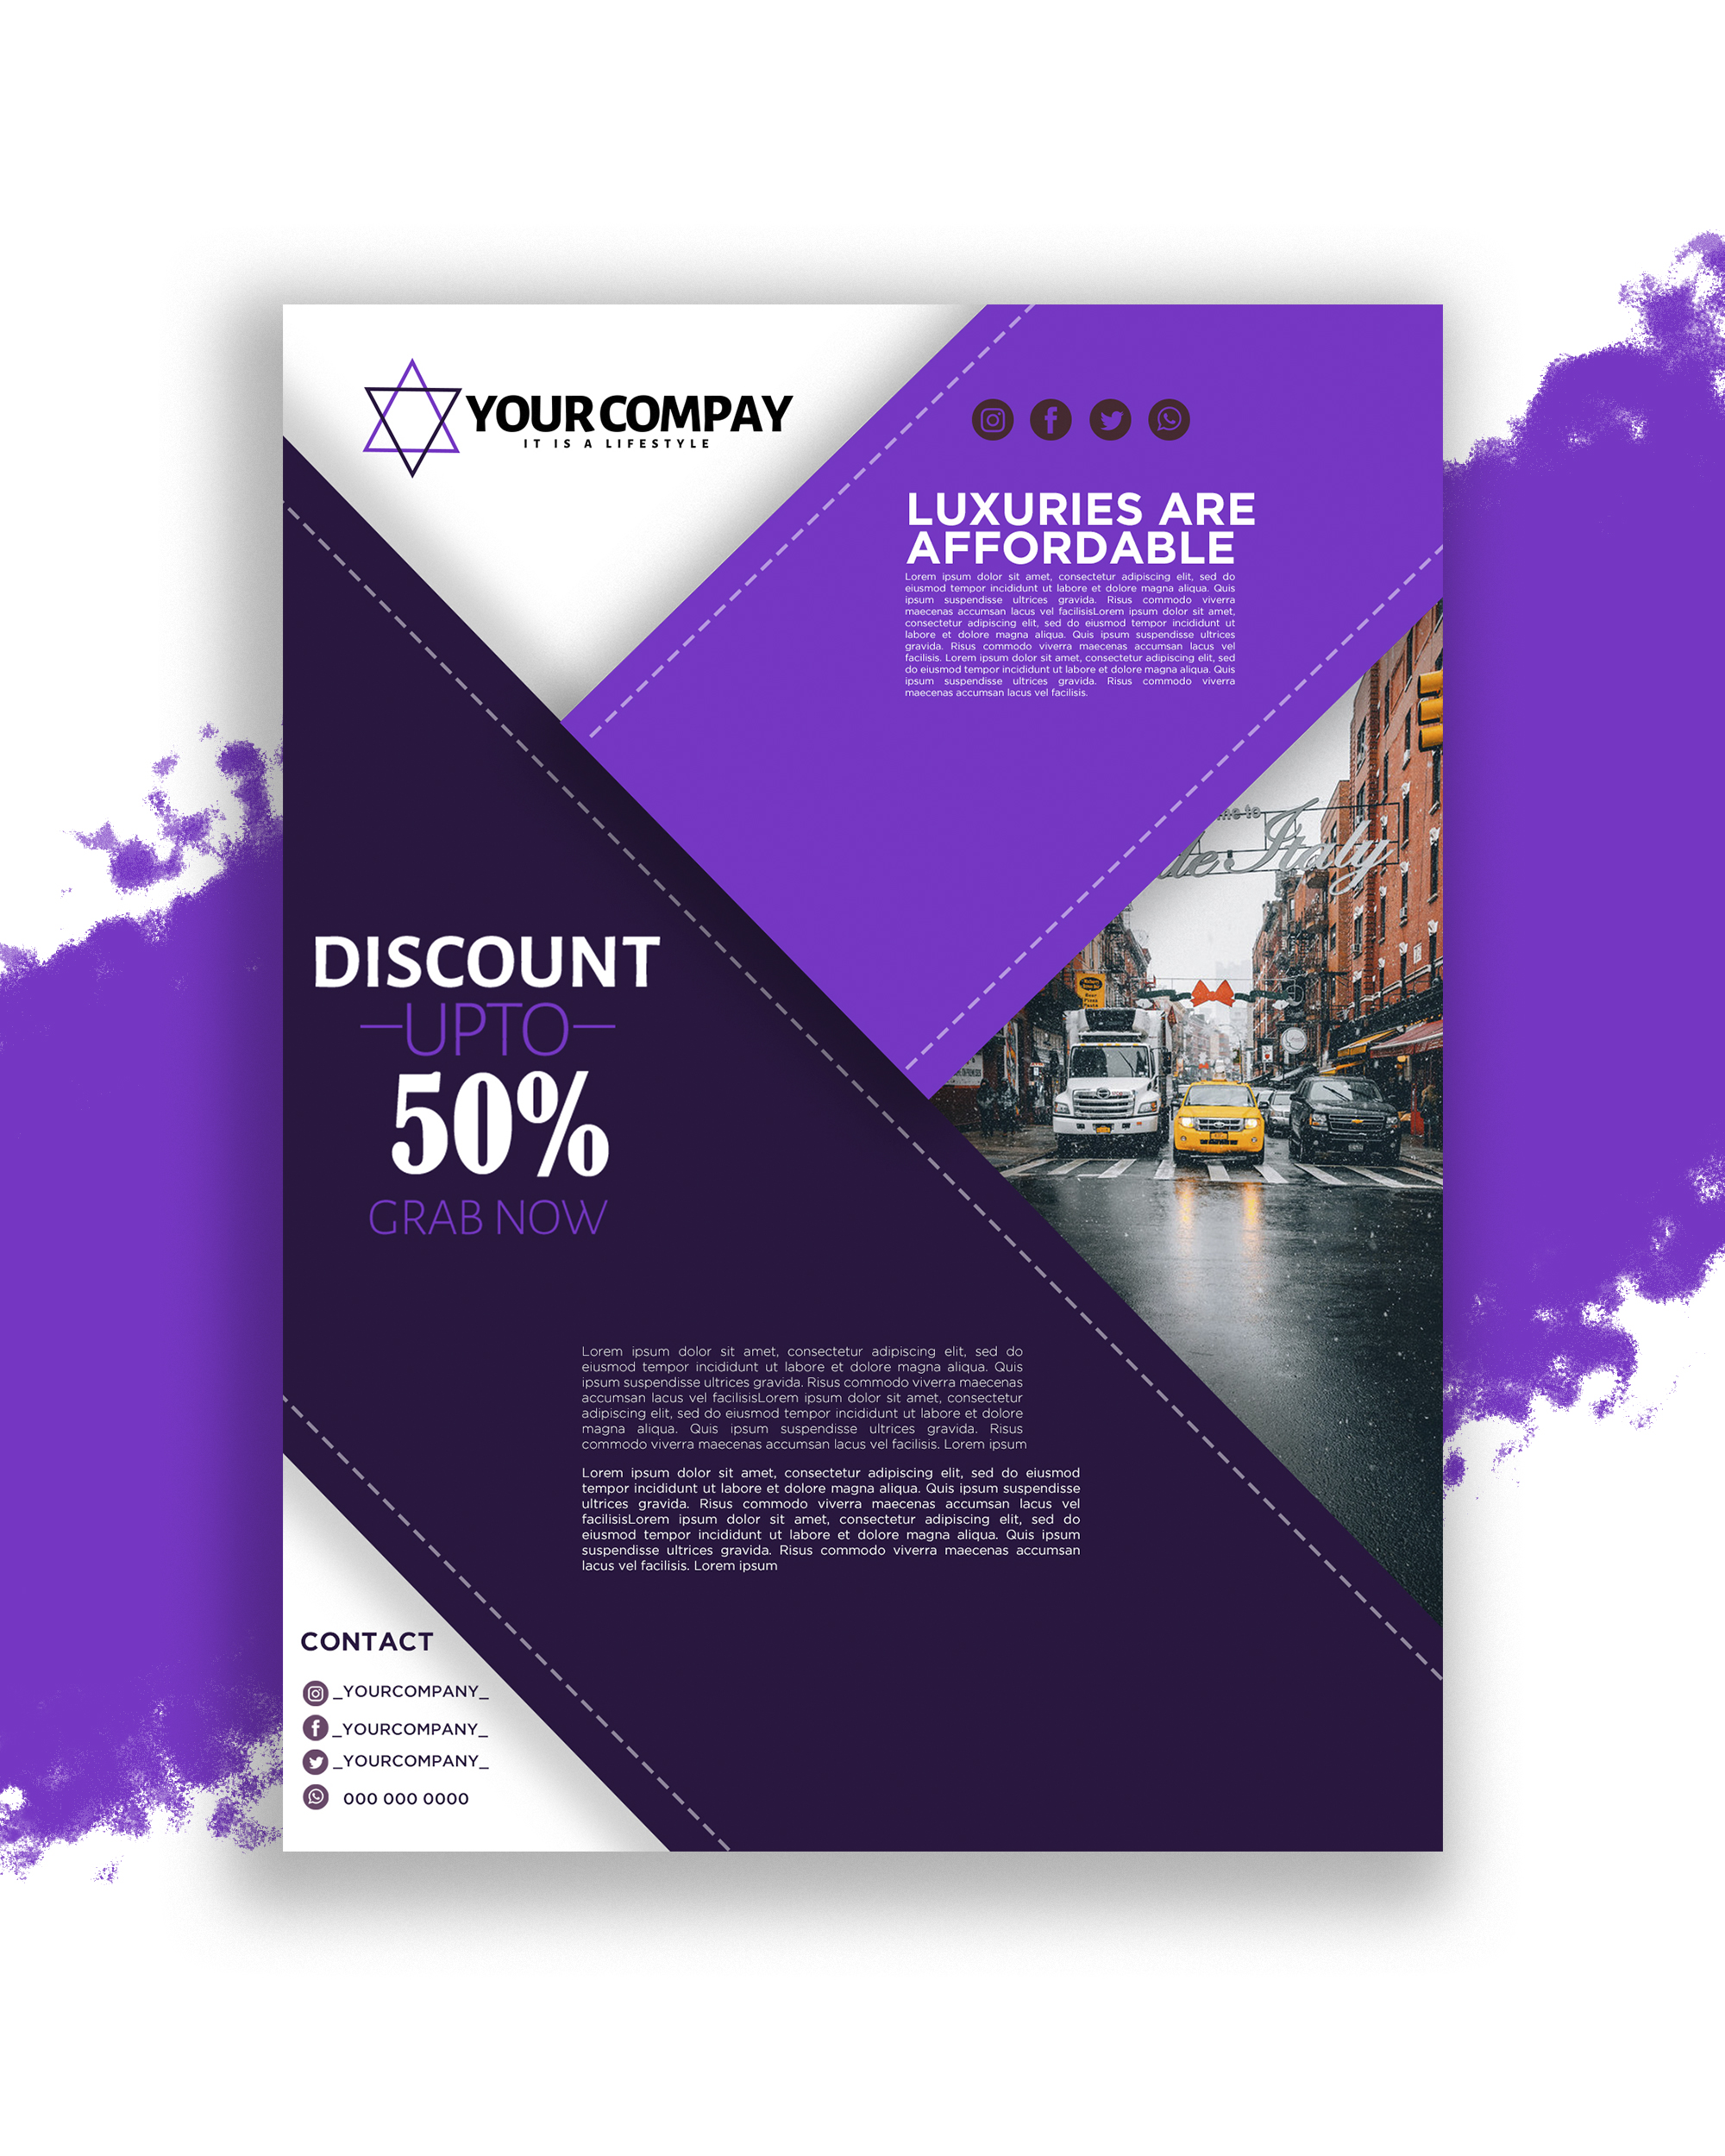 YOUR COMPAY
IT IS A LIFESTYLE
LUXURIES ARE
AFFORDABLE
Lorem ipsum dolor sit amet, consectetur adipiscing elit, sed do
eiusmod tempor incididunt ut labore et dolore magna aliqua. Quis
ipsum suspendisse ultrices gravida. Risus commodo viverra
maecenas accumsan lacus vel facilisisLorem ipsum dolor sit amet,
consectetur adipiscing elit, sed do eiusmod tempor incididunt ut
labore et dolore magna aliqua. Quis ipsum suspendisse ultrices
gravida. Risus commodo viverra maecenas accumsan lacus vel
facilisis. Lorem ipsum dolor sit amet, consectetur adipiscing elit, sed
do eiusmod tempor incididunt ut labore et dolore magna aliqua. Quis
ipsum suspendisse ultrices gravida. Risus commodo viverra
maecenas accumsan lacus vel facilisis.
Italy
DISCOUNT
UPTO
50%
GRAB NOW
Lorem ipsum dolor sit amet, consectetur adipiscing elit, sed do
eiusmod tempor incididunt ut labore et dolore magna aliqua. Quis
ipsum suspendisse ultrices gravida. Risus commodo viverra maecenas
accumsan lacus vel facilisisLorem ipsum dolor sit amet, consectetur
adipiscing elit, sed do eiusmod tempor incididunt ut labore et dolore
magna aliqua. Quis ipsum suspendisse ultrices gravida. Risus
commodo viverra maecenas accumsan lacus vel facilisis. Lorem ipsum
Lorem ipsum dolor sit amet, consectetur adipiscing elit, sed do eiusmod
tempor incididunt ut labore et dolore magna aliqua. Quis ipsum suspendisse
ultrices gravida. Risus commodo viverra maecenas accumsan lacus vel
facilisisLorem ipsum dolor sit amet, consectetur adipiscing elit, sed do
eiusmod tempor incididunt ut labore et dolore magna aliqua. Quis ipsum
suspendisse ultrices gravida. Risus commodo viverra maecenas accumsan
lacus vel facilisis. Lorem ipsum
CONTACT
_YOURCOMPANY_
_YOURCOMPANY_
_YOURCOMPANY_
000 000 0000